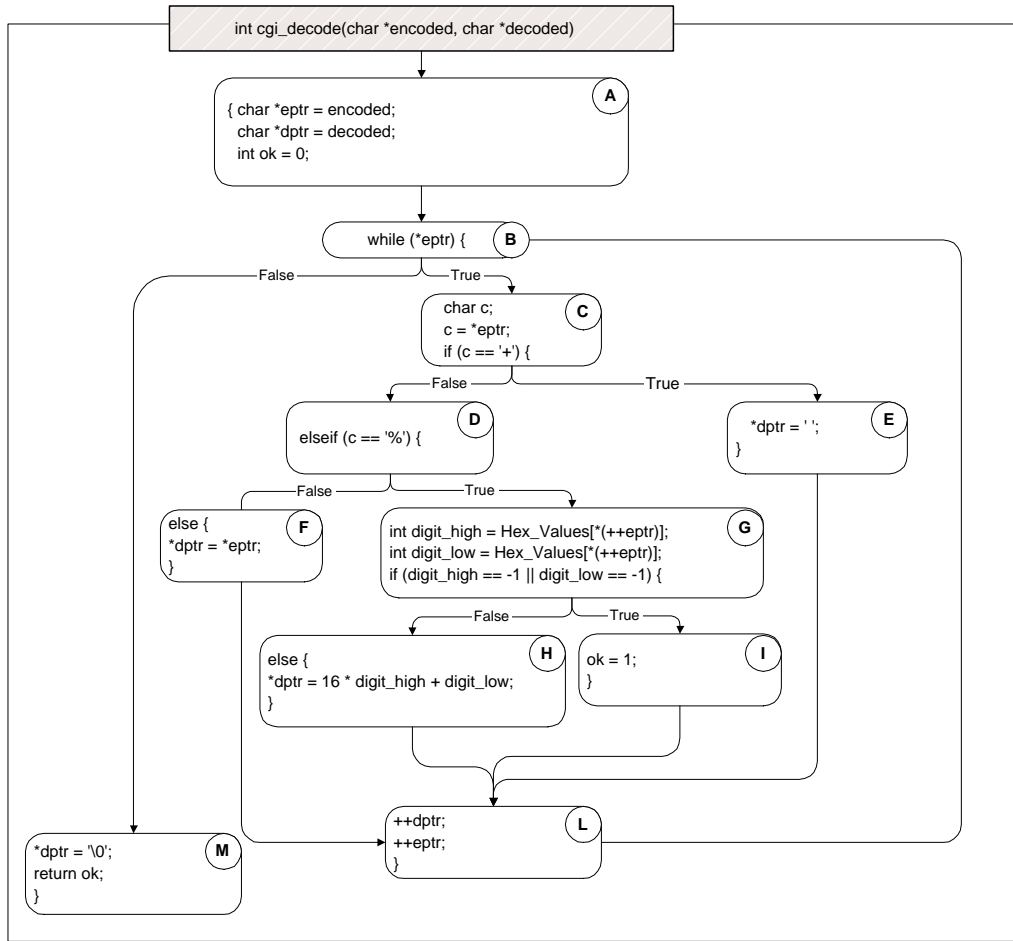 int cgi_decode(char *encoded, char *decoded)
A
{ char *eptr = encoded;
char *dptr = decoded;
int ok = 0;
while (*eptr) {
B
False
True
char c;
c = *eptr;
if (c == '+') {
C
False
True
elseif (c == '%') {
D
*dptr = ' ';
}
E
False
True
else {
*dptr = *eptr;
}
F
int digit_high = Hex_Values[*(++eptr)];
int digit_low = Hex_Values[*(++eptr)];
if (digit_high == -1 || digit_low == -1) {
G
False
True
else {
*dptr = 16 * digit_high + digit_low;
}
H
ok = 1;
}
I
++dptr;
++eptr;
}
L
*dptr = '\0';
return ok;
}
M